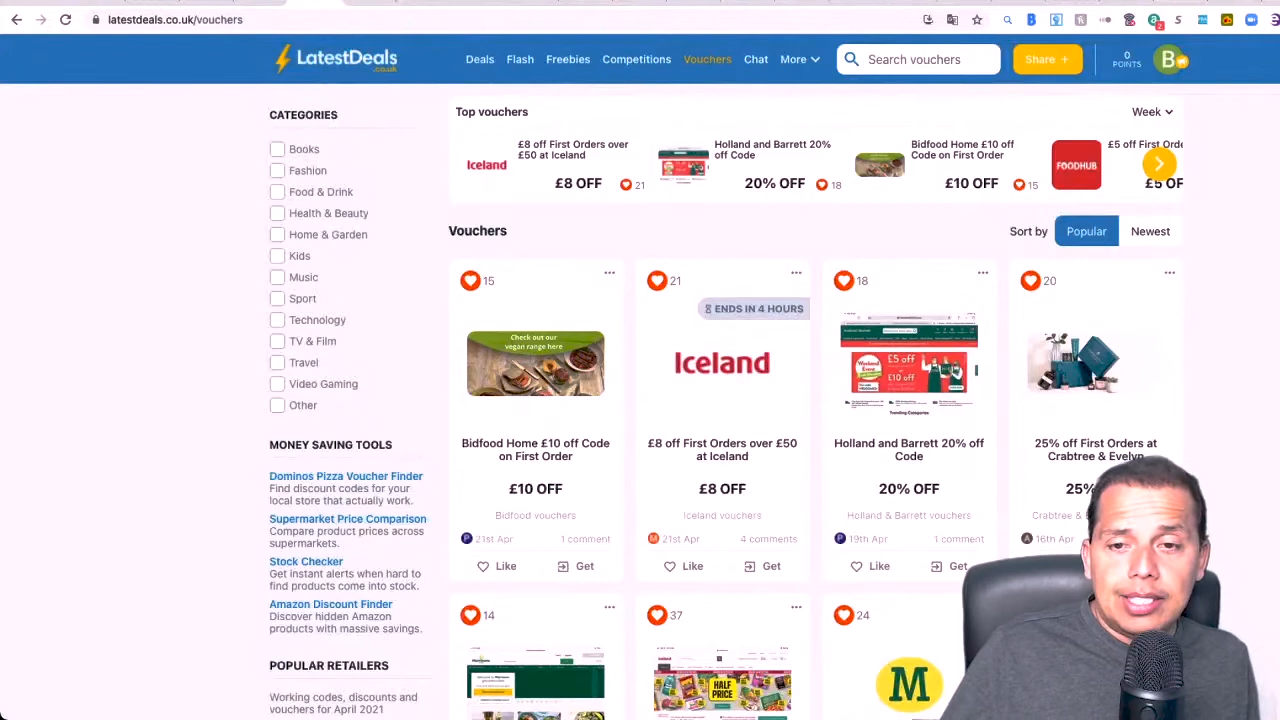 latestdeals.co.uk/vouchers
LatestDeals
.co.uk
Deals Flash Freebies Competitions Vouchers Chat More
Search vouchers
Share +
0
POINTS
B
CATEGORIES
Books
Fashion
Food & Drink
Health & Beauty
Home & Garden
Kids
Music
Sport
Technology
TV & Film
Travel
Video Gaming
Other
MONEY SAVING TOOLS
Dominos Pizza Voucher Finder
Find discount codes for your
local store that actually work.
Supermarket Price Comparison
Compare product prices across
supermarkets.
Stock Checker
Get instant alerts when hard to
find products come into stock.
Amazon Discount Finder
Discover hidden Amazon
products with massive savings.
POPULAR RETAILERS
Working codes, discounts and
vouchers for April 2021
Top vouchers
Week
Iceland
£8 off First Orders over
£50 at Iceland
£8 OFF
21
Holland and Barrett 20%
off Code
20% OFF
18
Bidfood Home £10 off
Code on First Order
£10 OFF
15
FOODHUB
£5 off First Orde
£5 OF
Vouchers
Sort by Popular Newest
15
Check out our
vegan range here
Bidfood Home £10 off Code
on First Order
£10 OFF
Bidfood vouchers
P 21st Apr 1 comment
Like Get
21
ENDS IN 4 HOURS
Iceland
£8 off First Orders over £50
at Iceland
£8 OFF
Iceland vouchers
M 21st Apr 4 comments
Like Get
18
£5 off
£10 off
Trending Categories
Holland and Barrett 20% off
Code
20% OFF
Holland & Barrett vouchers
P 19th Apr 1 comment
Like Get
20
25% off First Orders at
Crabtree & Evelyn
25%
Crabtree &
A 16th Apr
14
37
HALF
PRICE
24
M